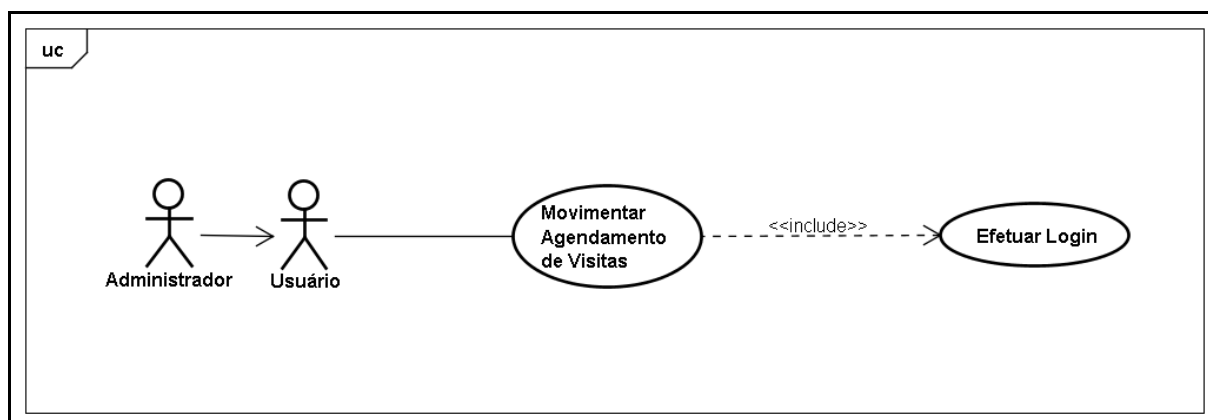 uc
Movimentar
Agendamento
de Visitas
<<include>>
Efetuar Login
Administrador
Usuário